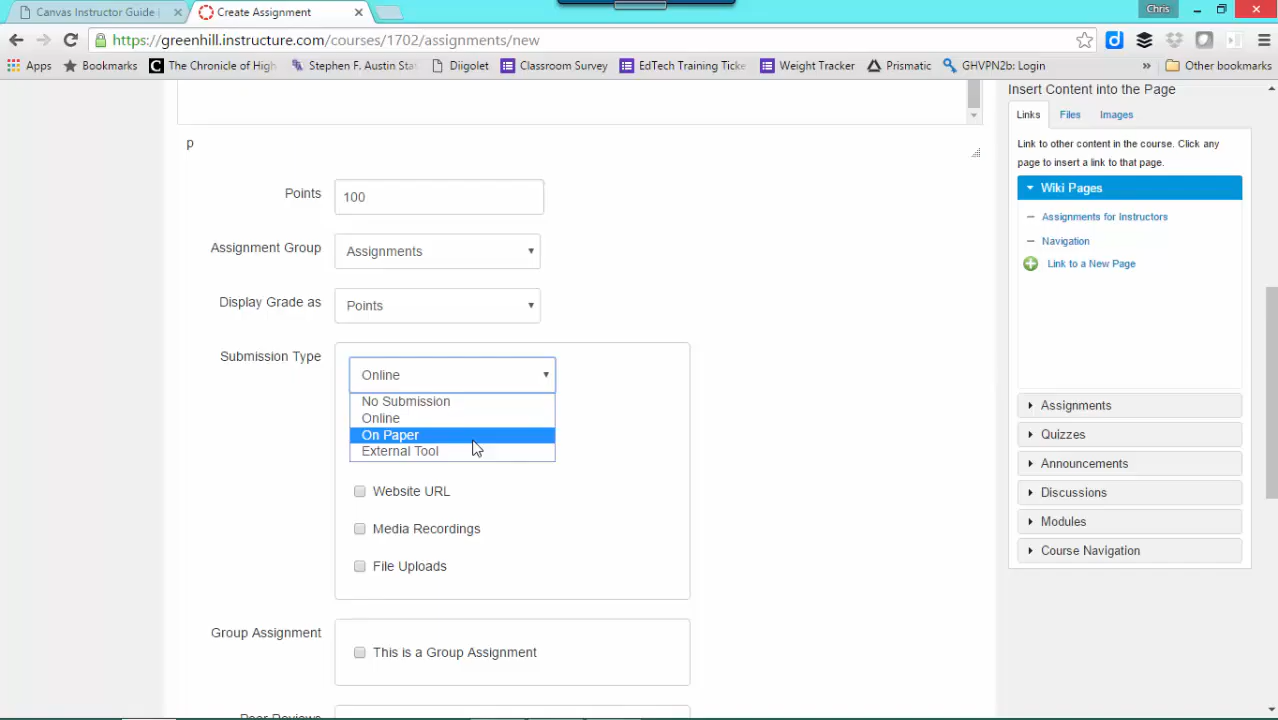 Canvas Instructor Guide
Create Assignment
Chris
https://greenhill.instructure.com/courses/1702/assignments/new
Apps
Bookmarks
The Chronicle of High
Stephen F. Austin Sta
Diigolet
Classroom Survey
EdTech Training Ticke
Weight Tracker
Prismatic
GHVPN2b: Login
»
Other bookmarks
p
Points
100
Assignment Group
Assignments
Display Grade as
Points
Submission Type
Online
No Submission
Online
On Paper
External Tool
Website URL
Media Recordings
File Uploads
Group Assignment
This is a Group Assignment
Peer Reviews
Insert Content into the Page
Links Files Images
Link to other content in the course. Click any
page to insert a link to that page.
Wiki Pages
Assignments for Instructors
Navigation
Link to a New Page
Assignments
Quizzes
Announcements
Discussions
Modules
Course Navigation